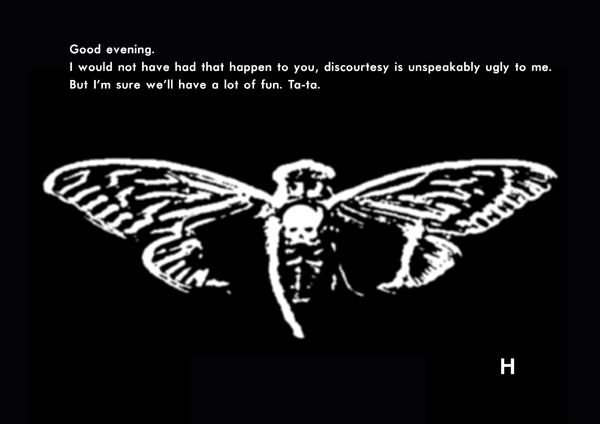 Good evening.
I would not have had that happen to you, discourtesy is unspeakably ugly to me.
But I'm sure we'll have a lot of fun. Ta-ta.
H